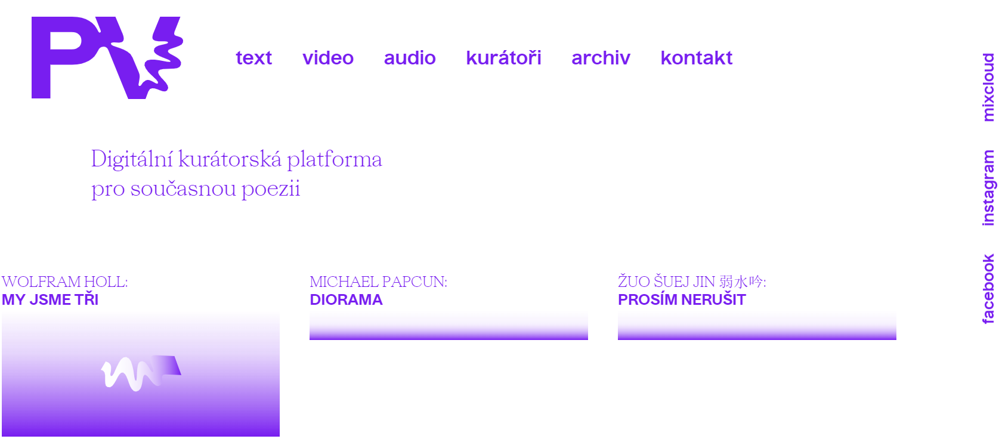 PV
text video audio kurátoři archiv kontakt
mixcloud
instagram
facebook
Digitální kurátorská platforma
pro současnou poezii
WOLFRAM HOLL:
MY JSME TŘI
MICHAEL PAPCUN:
DIORAMA
ŽUO ŠUEJ JIN 弱水吟:
PROSÍM NERUŠIT